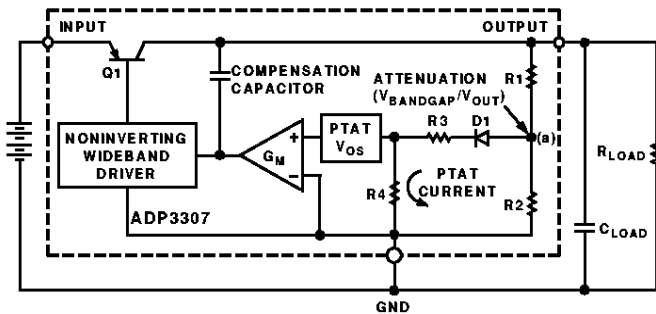 INPUT
OUTPUT
Q1
COMPENSATION
CAPACITOR
ATTENUATION
(VBANDGAP/VOUT)
R1
NONINVERTING
WIDEBAND
DRIVER
GM
+
−
PTAT
VOS
R3
D1
(a)
R4
PTAT
CURRENT
R2
RLOAD
CLOAD
ADP3307
GND